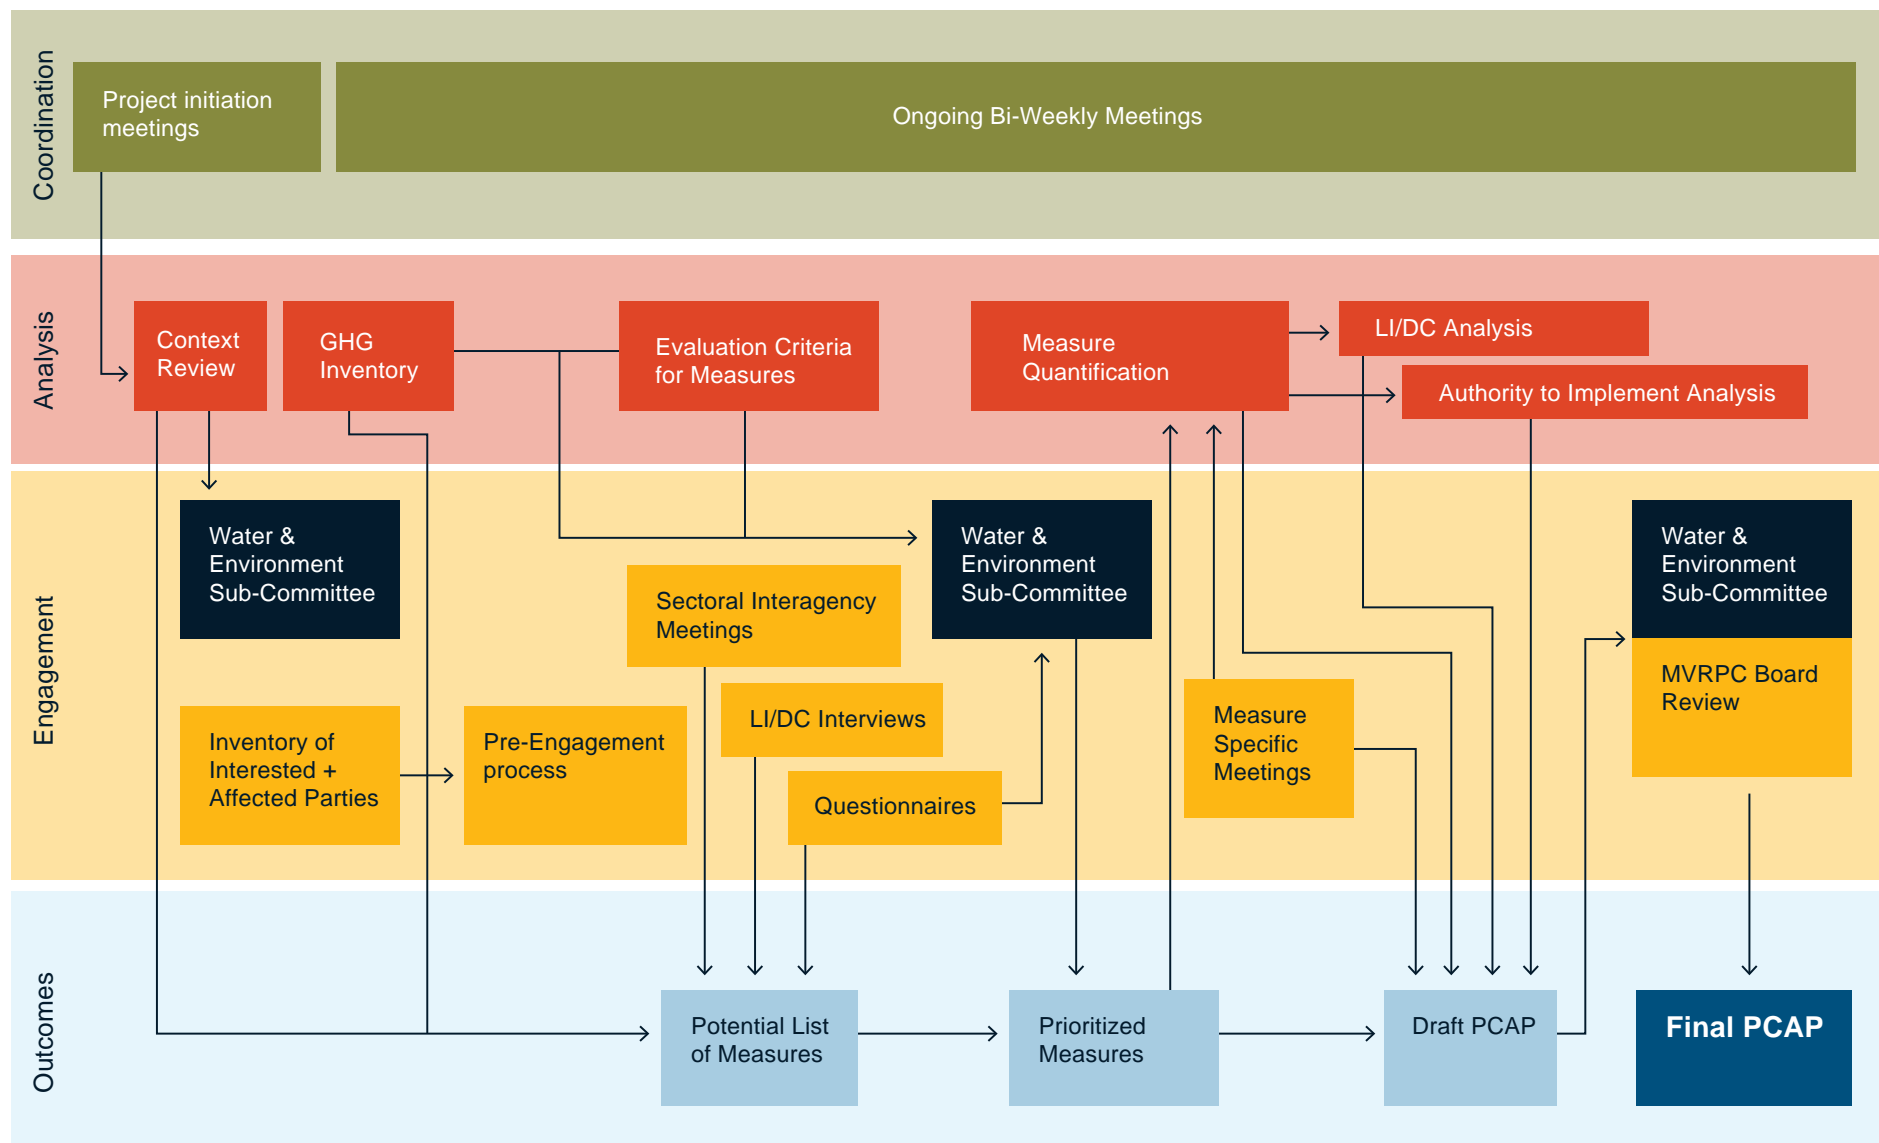 Coordination
Project initiation
meetings
Ongoing Bi-Weekly Meetings
Analysis
Context
Review
GHG
Inventory
Evaluation Criteria
for Measures
Measure
Quantification
LI/DC Analysis
Authority to Implement Analysis
Engagement
Water &
Environment
Sub-Committee
Inventory of
Interested +
Affected Parties
Pre-Engagement
process
Sectoral Interagency
Meetings
LI/DC Interviews
Questionnaires
Water &
Environment
Sub-Committee
Measure
Specific
Meetings
Water &
Environment
Sub-Committee
MVRPC Board
Review
Outcomes
Potential List
of Measures
Prioritized
Measures
Draft PCAP
Final PCAP